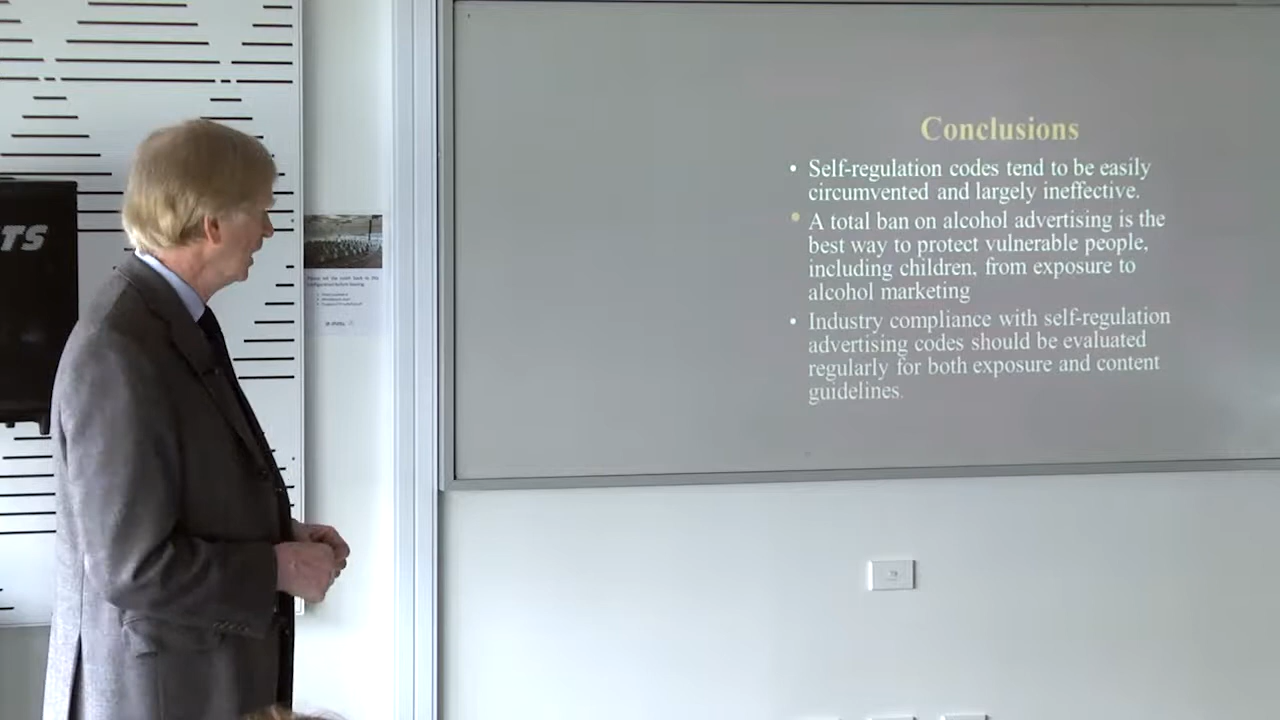 TS
Conclusions
• Self-regulation codes tend to be easily
circumvented and largely ineffective.
• A total ban on alcohol advertising is the
best way to protect vulnerable people,
including children, from exposure to
alcohol marketing
• Industry compliance with self-regulation
advertising codes should be evaluated
regularly for both exposure and content
guidelines.